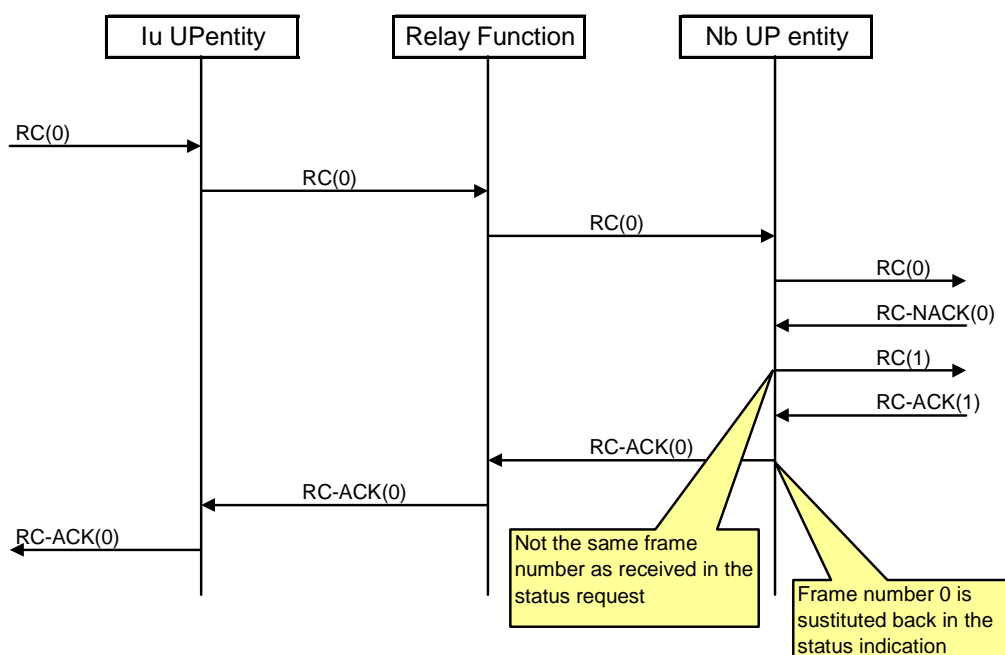 Iu UPentity
Relay Function
Nb UP entity
RC(0)
RC(0)
RC(0)
RC(0)
RC-NACK(0)
RC(1)
RC-ACK(1)
RC-ACK(0)
RC-ACK(0)
RC-ACK(0)
Not the same frame
number as received in the
status request
Frame number 0 is
sustituted back in the
status indication